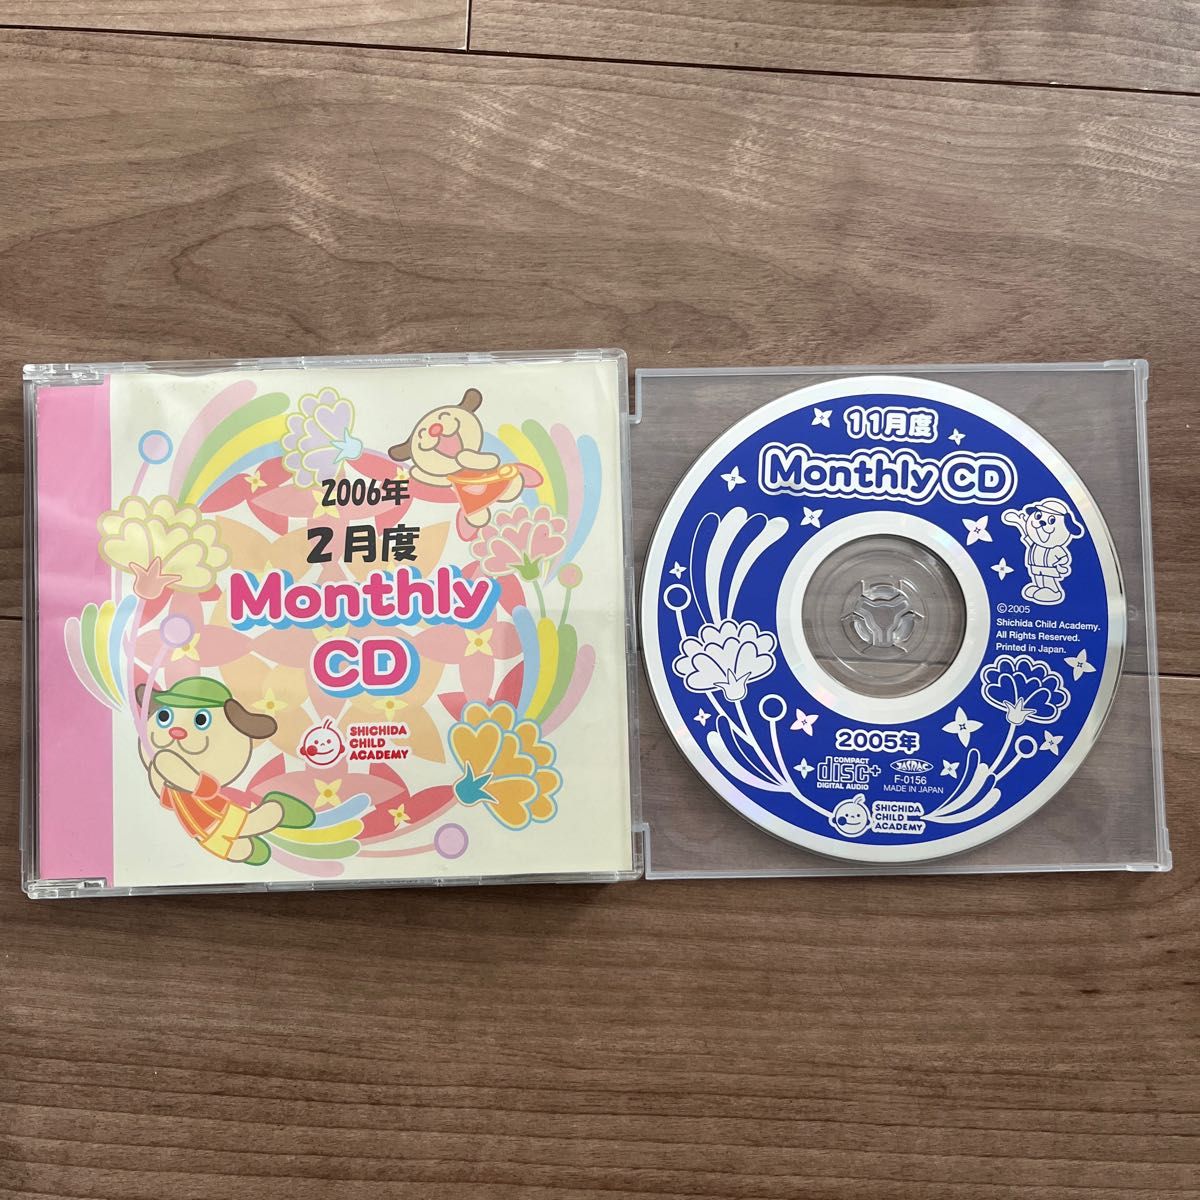 2006年
2月度
Monthly
CD
SHICHIDA
CHILD
ACADEMY
11月度
Monthly CD
©2005
Shichida Child Academy.
All Rights Reserved.
Printed in Japan.
2005年
COMPACT
disc+
DIGITAL AUDIO
JASRAC
F-0156
MADE IN JAPAN
SHICHIDA
CHILD
ACADEMY